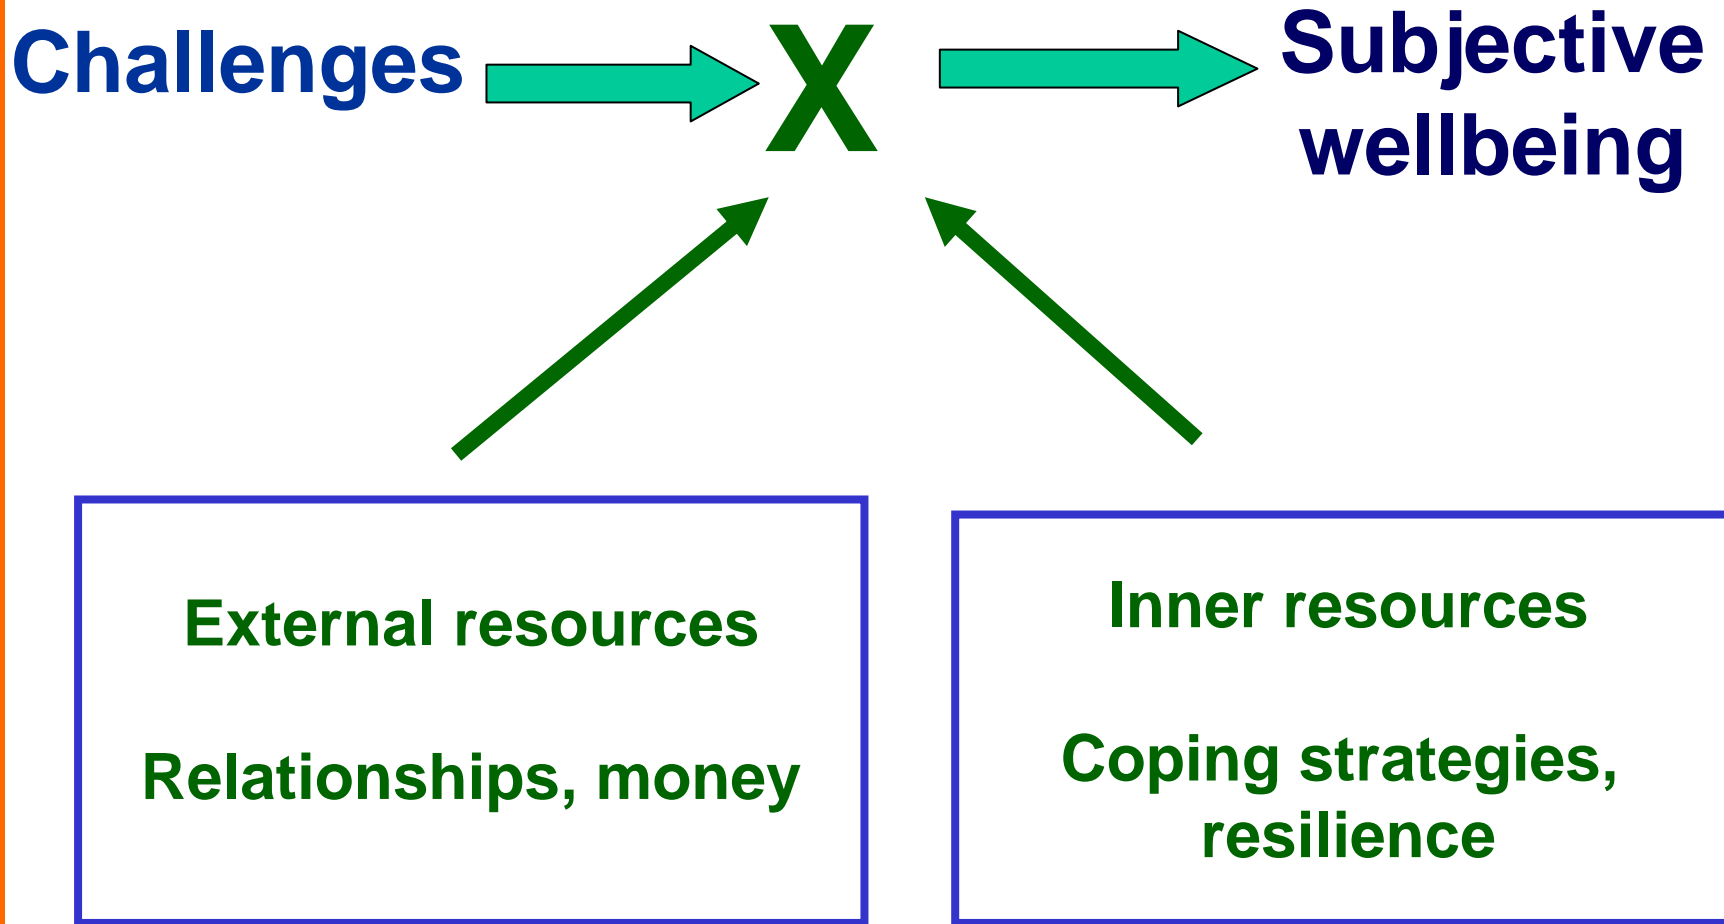 Challenges
X
Subjective
wellbeing
External resources
Relationships, money
Inner resources
Coping strategies,
resilience